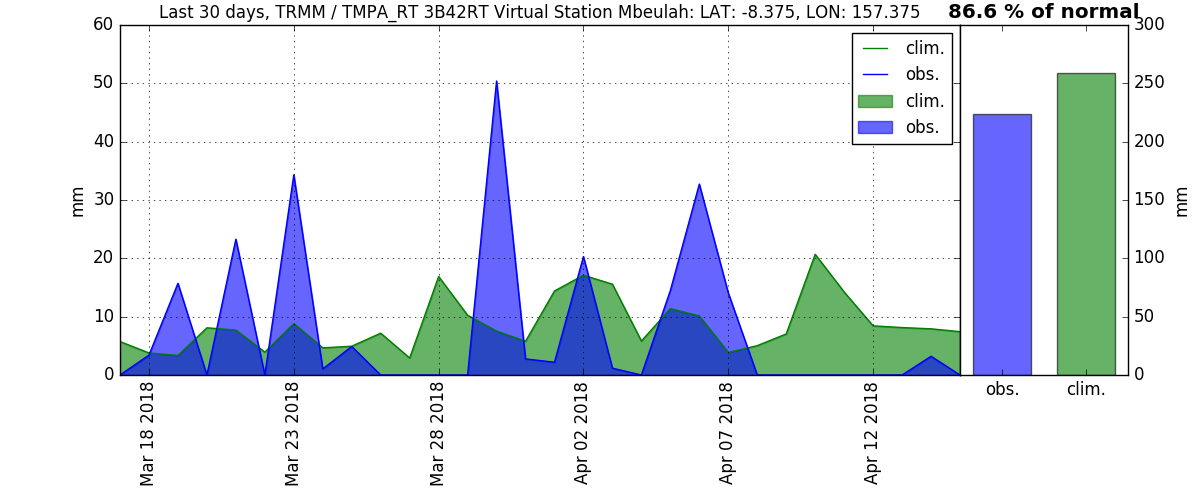 Last 30 days, TRMM / TMPA_RT 3B42RT Virtual Station Mbeulah: LAT: -8.375, LON: 157.375
86.6 % of normal
60
50
40
30
20
10
0
mm
clim.
obs.
clim.
obs.
Mar 18 2018
Mar 23 2018
Mar 28 2018
Apr 02 2018
Apr 07 2018
Apr 12 2018
300
250
200
150
100
50
0
mm
obs.
clim.